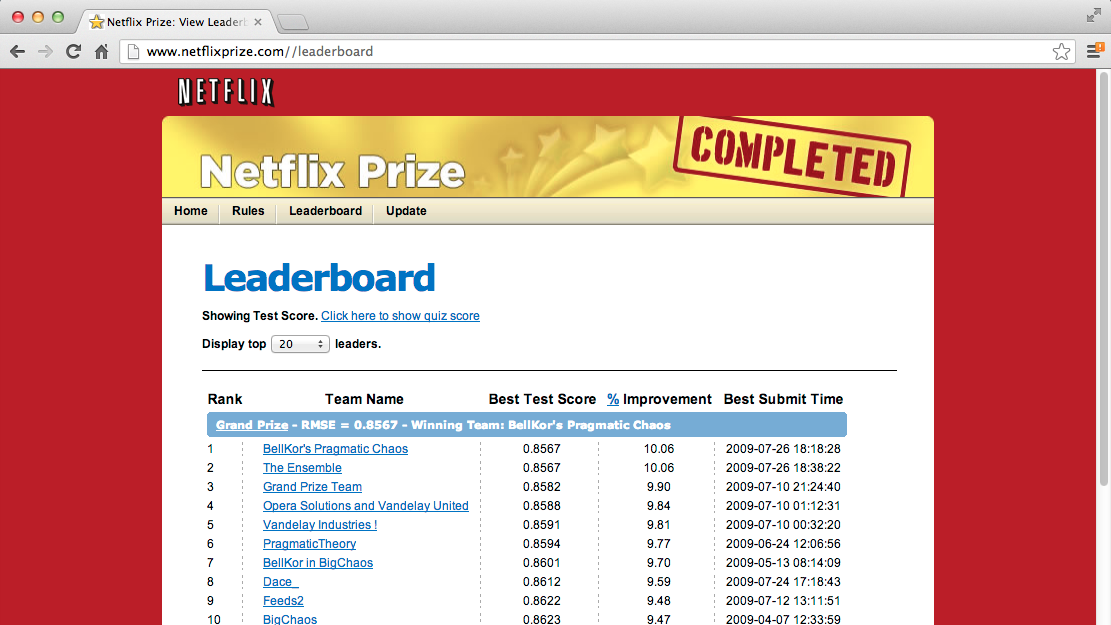 Netflix Prize: View Leaderb
www.netflixprize.com//leaderboard
NETFLIX
Netflix Prize
COMPLETED
Home Rules Leaderboard Update
Leaderboard
Showing Test Score. Click here to show quiz score
Display top 20 leaders.
Rank Team Name Best Test Score % Improvement Best Submit Time
Grand Prize - RMSE = 0.8567 - Winning Team: BellKor's Pragmatic Chaos
1 BellKor's Pragmatic Chaos 0.8567 10.06 2009-07-26 18:18:28
2 The Ensemble 0.8567 10.06 2009-07-26 18:38:22
3 Grand Prize Team 0.8582 9.90 2009-07-10 21:24:40
4 Opera Solutions and Vandelay United 0.8588 9.84 2009-07-10 01:12:31
5 Vandelay Industries ! 0.8591 9.81 2009-07-10 00:32:20
6 PragmaticTheory 0.8594 9.77 2009-06-24 12:06:56
7 BellKor in BigChaos 0.8601 9.70 2009-05-13 08:14:09
8 Dace_ 0.8612 9.59 2009-07-24 17:18:43
9 Feeds2 0.8622 9.48 2009-07-12 13:11:51
10 BigChaos 0.8623 9.47 2009-04-07 12:33:59